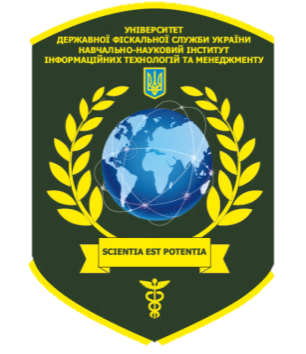 УНІВЕРСИТЕТ
ДЕРЖАВНОЇ ФІСКАЛЬНОЇ СЛУЖБИ УКРАЇНИ
НАВЧАЛЬНО-НАУКОВИЙ ІНСТИТУТ
ІНФОРМАЦІЙНИХ ТЕХНОЛОГІЙ ТА МЕНЕДЖМЕНТУ
SCIENTIA EST POTENTIA